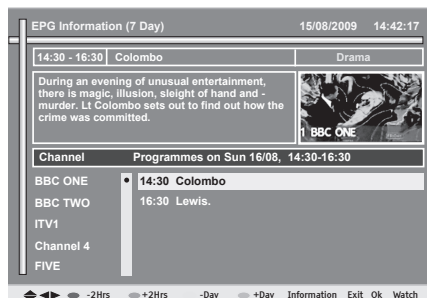 EPG Information (7 Day) 15/08/2009 14:42:17
14:30 - 16:30 Colombo Drama
During an evening of unusual entertainment,
there is magic, illusion, sleight of hand and -
murder. Lt Colombo sets out to find out how the
crime was committed.
1 BBC ONE
Channel Programmes on Sun 16/08, 14:30-16:30
BBC ONE 14:30 Colombo
BBC TWO 16:30 Lewis.
ITV1
Channel 4
FIVE
-2Hrs +2Hrs -Day +Day Information Exit Ok Watch